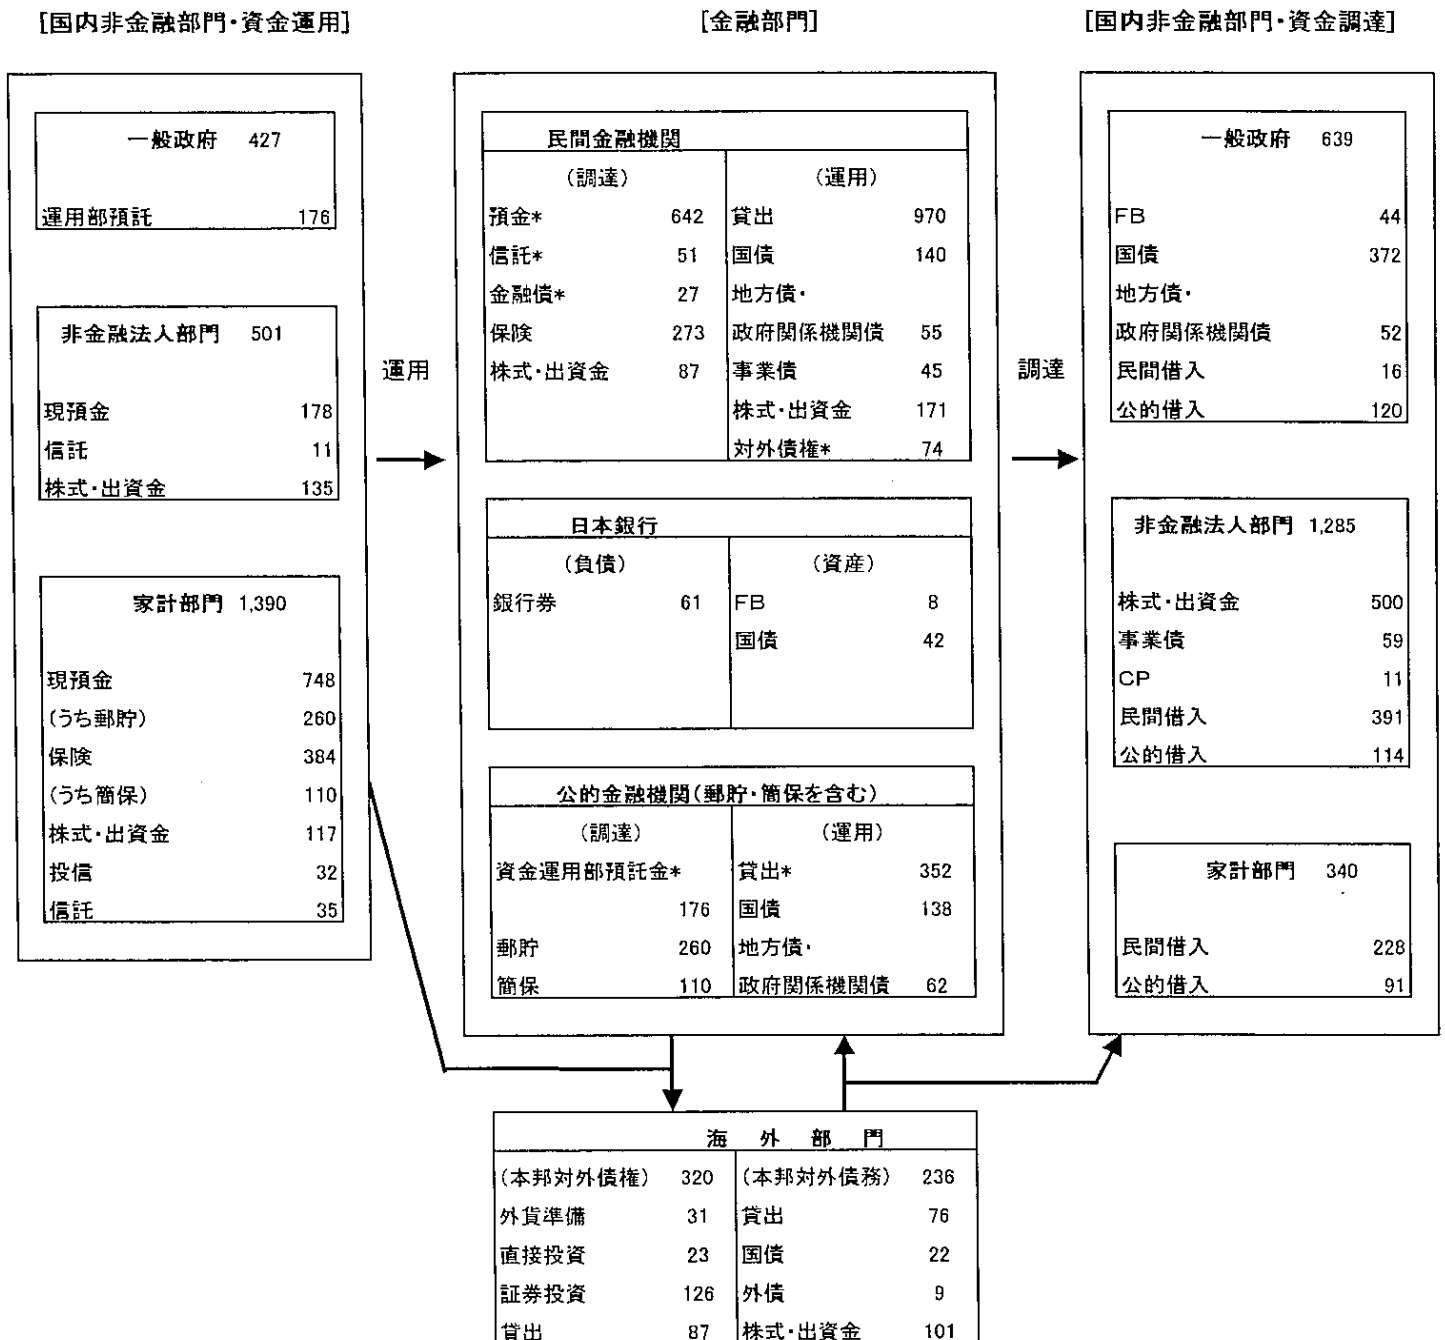 [国内非金融部門・資金運用]
[金融部門]
[国内非金融部門・資金調達]
一般政府 427
運用部預託 176
非金融法人部門 501
現預金 178
信託 11
株式・出資金 135
家計部門 1,390
現預金 748
(うち郵貯) 260
保険 384
(うち簡保) 110
株式・出資金 117
投信 32
信託 35
運用
民間金融機関
(調達) (運用)
預金* 642 貸出 970
信託* 51 国債 140
金融債* 27 地方債・
保険 273 政府関係機関債 55
株式・出資金 87 事業債 45
株式・出資金 171
対外債権* 74
日本銀行
(負債) (資産)
銀行券 61 FB 8
国債 42
公的金融機関(郵貯・簡保を含む)
(調達) (運用)
資金運用部預託金* 貸出* 352
176 国債 138
郵貯 260 地方債・
簡保 110 政府関係機関債 62
調達
一般政府 639
FB 44
国債 372
地方債・
政府関係機関債 52
民間借入 16
公的借入 120
非金融法人部門 1,285
株式・出資金 500
事業債 59
CP 11
民間借入 391
公的借入 114
家計部門 340
民間借入 228
公的借入 91
海外部門
(本邦対外債権) 320 (本邦対外債務) 236
外貨準備 31 貸出 76
直接投資 23 国債 22
証券投資 126 外債 9
貸出 87 株式・出資金 101